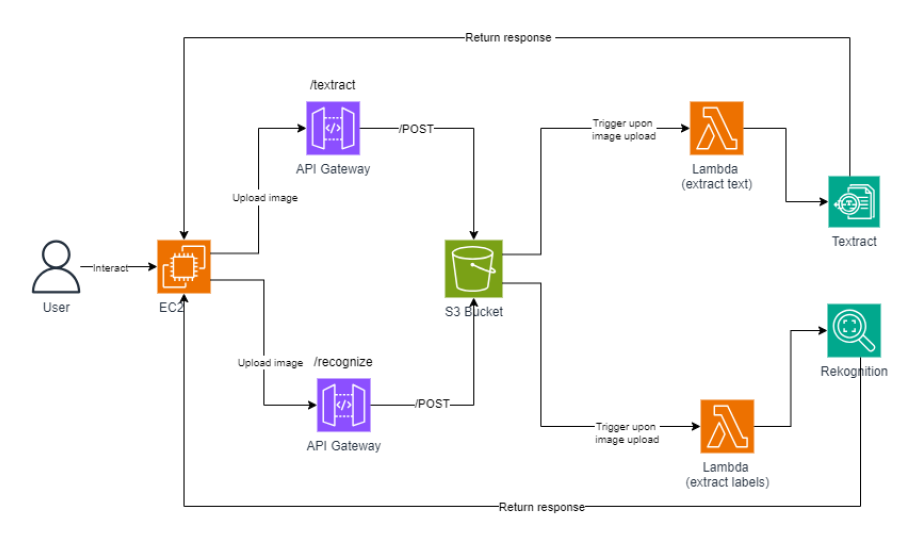 Return response
/textract
/POST
API Gateway
Trigger upon
image upload
Lambda
(extract text)
Upload image
Textract
Interact
User
EC2
S3 Bucket
Upload image
/recognize
/POST
API Gateway
Rekognition
Trigger upon
image upload
Lambda
(extract labels)
Return response